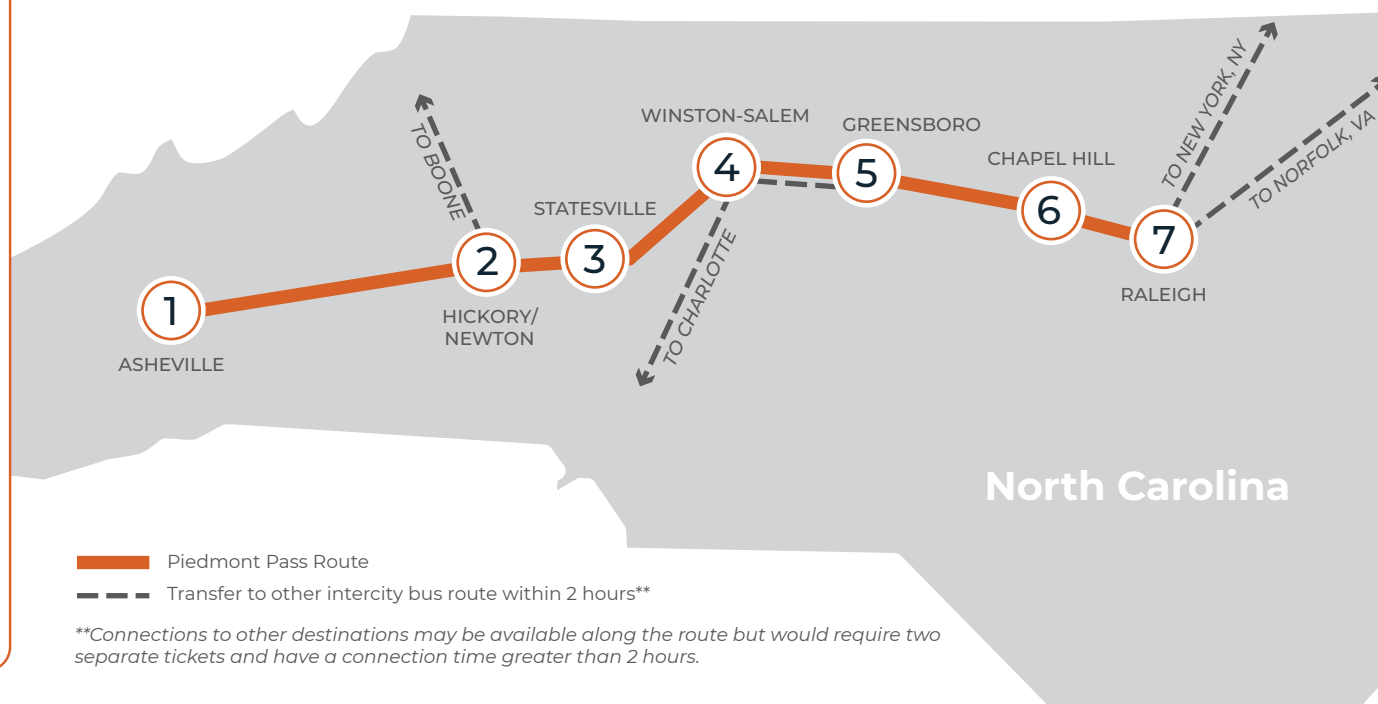 TO NEW YORK, NY
TO NORFOLK, VA
WINSTON-SALEM
GREENSBORO
TO BOONE
CHAPEL HILL
4
5
STATESVILLE
6
7
2
3
TO CHARLOTTE
1
HICKORY/
NEWTON
RALEIGH
ASHEVILLE
North Carolina
Piedmont Pass Route
Transfer to other intercity bus route within 2 hours**
**Connections to other destinations may be available along the route but would require two
separate tickets and have a connection time greater than 2 hours.